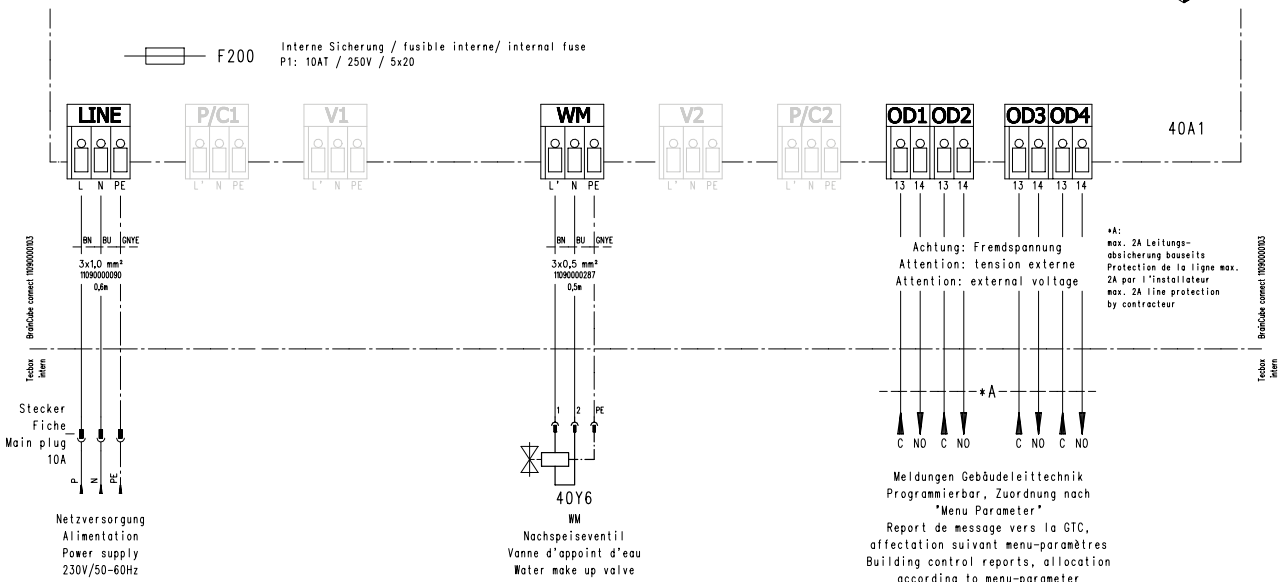 F200
Interne Sicherung / fusible interne/ internal fuse
P1: 10AT / 250V / 5x20
LINE
P/C1
V1
WM
V2
P/C2
OD1 OD2
OD3 OD4
40A1
L N PE
L' N PE
L' N PE
L' N PE
13 14 13 14
13 14 13 14
BN BU GNYE
3x1,0 mm²
11090000090
0,6m
BN BU GNYE
3x0,5 mm²
11090000287
0,5m
Achtung: Fremdspannung
Attention: tension externe
Attention: external voltage
*A:
max. 2A Leitungs-
absicherung bauseits
Protection de la ligne max.
2A par l'installateur
max. 2A line protection
by contracteur
BrainCube connect 11090000103
BrainCube connect 11090000103
Tecbox
intern
Tecbox
intern
*A
Stecker
Fiche
Main plug
10A
P N PE
1 2 PE
C NO C NO
C NO C NO
40Y6
Netzversorgung
Alimentation
Power supply
230V/50-60Hz
WM
Nachspeiseventil
Vanne d'appoint d'eau
Water make up valve
Meldungen Gebäudeleittechnik
Programmierbar, Zuordnung nach
"Menu Parameter"
Report de message vers la GTC,
affectation suivant menu-paramètres
Building control reports, allocation
according to menu-parameter